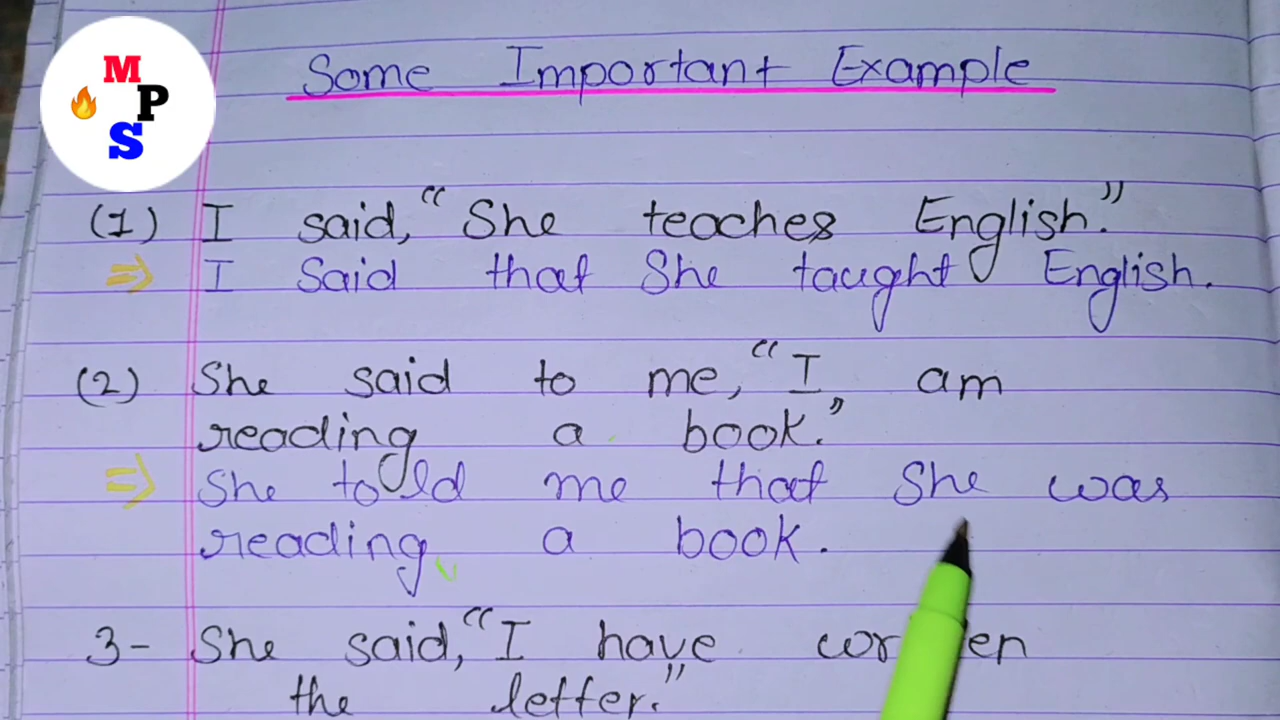 M
P
S
Some Important Example
(1) I said, "She teaches English."
⇒ I Said that She taught English.
(2) She said to me, "I am
reading a book."
⇒ She told me that She was
reading a book.
3- She said, "I have
the letter."